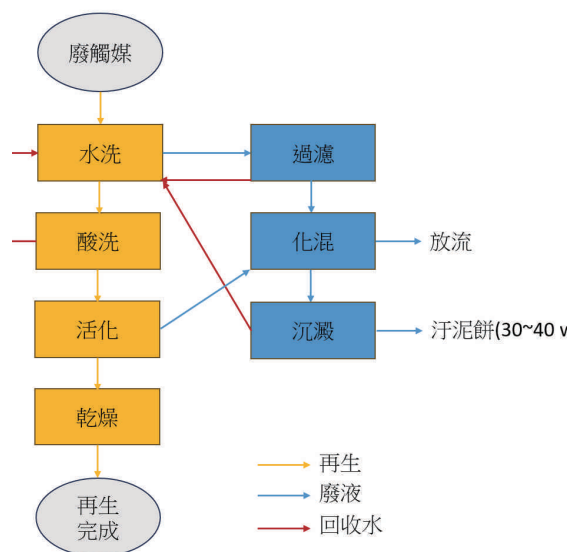 廢觸媒
水洗
過濾
酸洗
化混
放流
活化
沉澱
汙泥餅(30~40 w
乾燥
再生
完成
再生
廢液
回收水